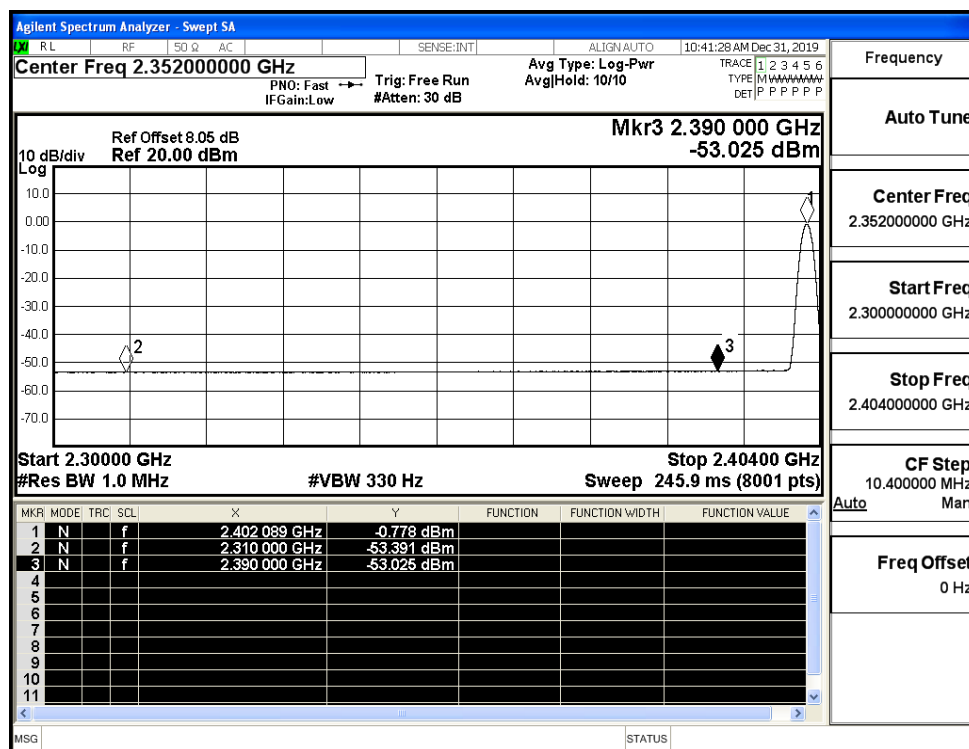 Agilent Spectrum Analyzer - Swept SA
LXI RL RF 50 Ω AC SENSE:INT ALIGN AUTO 10:41:28 AM Dec 31, 2019
Center Freq 2.352000000 GHz
PNO: Fast
IFGain:Low
Trig: Free Run
#Atten: 30 dB
Avg Type: Log-Pwr
Avg|Hold: 10/10
TRACE 1 2 3 4 5 6
TYPE M WWWWW
DET P P P P P P
Frequency
Auto Tune
Center Freq
2.352000000 GHz
Start Freq
2.300000000 GHz
Stop Freq
2.404000000 GHz
CF Step
10.400000 MHz
Auto Man
Freq Offset
0 Hz
Ref Offset 8.05 dB
10 dB/div Ref 20.00 dBm
Log
Mkr3 2.390 000 GHz
-53.025 dBm
10.0
0.00
-10.0
-20.0
-30.0
-40.0
-50.0
-60.0
-70.0
1
2
3
Start 2.30000 GHz Stop 2.40400 GHz
#Res BW 1.0 MHz #VBW 330 Hz Sweep 245.9 ms (8001 pts)
MKR MODE TRC SCL X Y FUNCTION FUNCTION WIDTH FUNCTION VALUE
1 N f 2.402 089 GHz -0.778 dBm
2 N f 2.310 000 GHz -53.391 dBm
3 N f 2.390 000 GHz -53.025 dBm
4
5
6
7
8
9
10
11
MSG STATUS